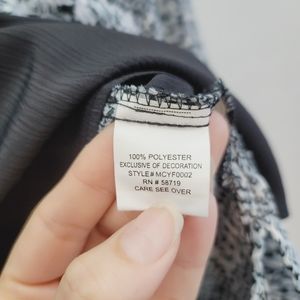 100% POLYESTER
EXCLUSIVE OF DECORATION
STYLE# MCYF0002
RN # 58719
CARE SEE OVER